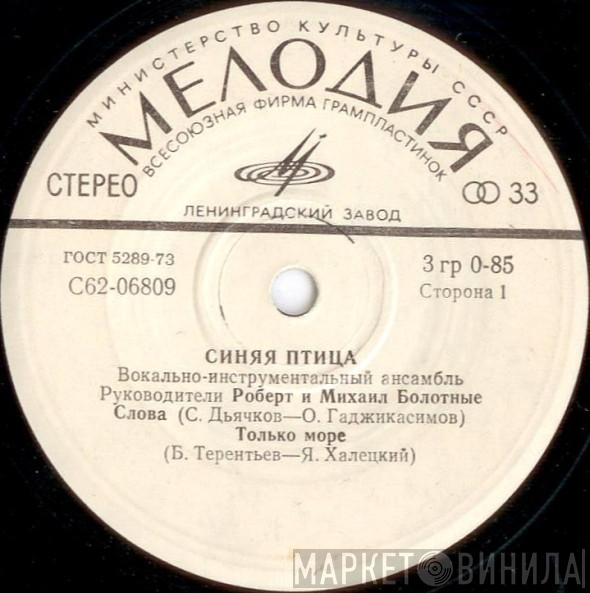 МИНИСТЕРСТВО КУЛЬТУРЫ СССР
МЕЛОДИЯ
ВСЕСОЮЗНАЯ ФИРМА ГРАМПЛАСТИНОК
СТЕРЕО
33
ЛЕНИНГРАДСКИЙ ЗАВОД
ГОСТ 5289-73
3 гр 0-85
С62-06809
Сторона 1
СИНЯЯ ПТИЦА
Вокально-инструментальный ансамбль
Руководители Роберт и Михаил Болотные
Слова (С. Дьячков—О. Гаджикасимов)
Только море
(Б. Терентьев—Я. Халецкий)
МАРКЕТ ВИНИЛА